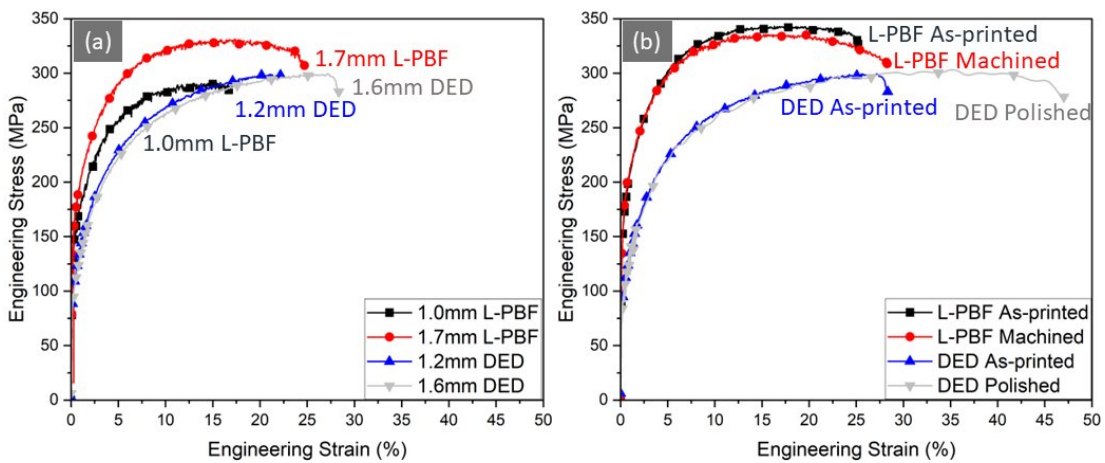 (a)
1.7mm L-PBF
1.6mm DED
1.2mm DED
1.0mm L-PBF
1.0mm L-PBF
1.7mm L-PBF
1.2mm DED
1.6mm DED
Engineering Stress (MPa)
350
300
250
200
150
100
50
0
0 5 10 15 20 25 30 35 40 45 50
Engineering Strain (%)
(b)
L-PBF As-printed
L-PBF Machined
DED As-printed
DED Polished
L-PBF As-printed
L-PBF Machined
DED As-printed
DED Polished
Engineering Stress (MPa)
350
300
250
200
150
100
50
0
0 5 10 15 20 25 30 35 40 45 50
Engineering Strain (%)